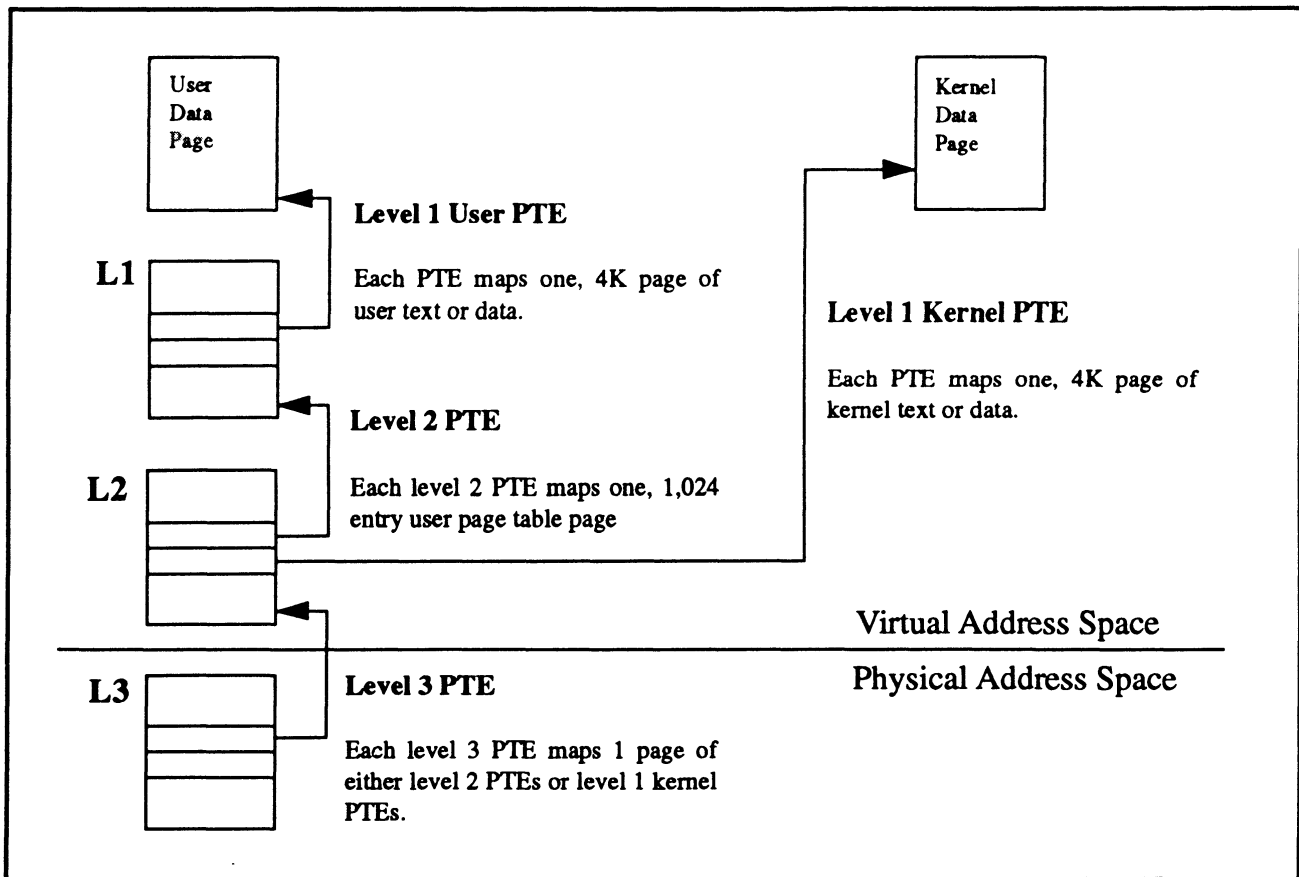 User
Data
Page
Kernel
Data
Page
Level 1 User PTE
L1
Each PTE maps one, 4K page of
user text or data.
Level 1 Kernel PTE
Each PTE maps one, 4K page of
kernel text or data.
Level 2 PTE
L2
Each level 2 PTE maps one, 1,024
entry user page table page
Virtual Address Space
Physical Address Space
L3
Level 3 PTE
Each level 3 PTE maps 1 page of
either level 2 PTEs or level 1 kernel
PTEs.